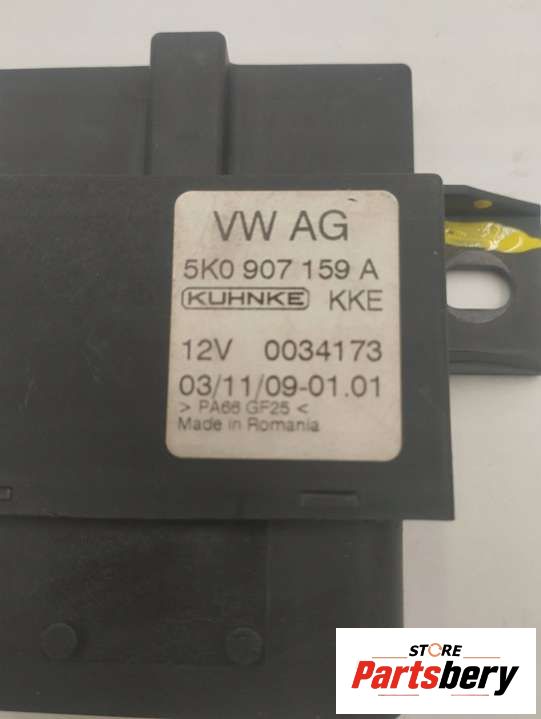 VW AG
5K0 907 159 A
KUHNKE KKE
12V 0034173
03/11/09-01.01
> PA66 GF25 <
Made in Romania
STORE
Partsbery